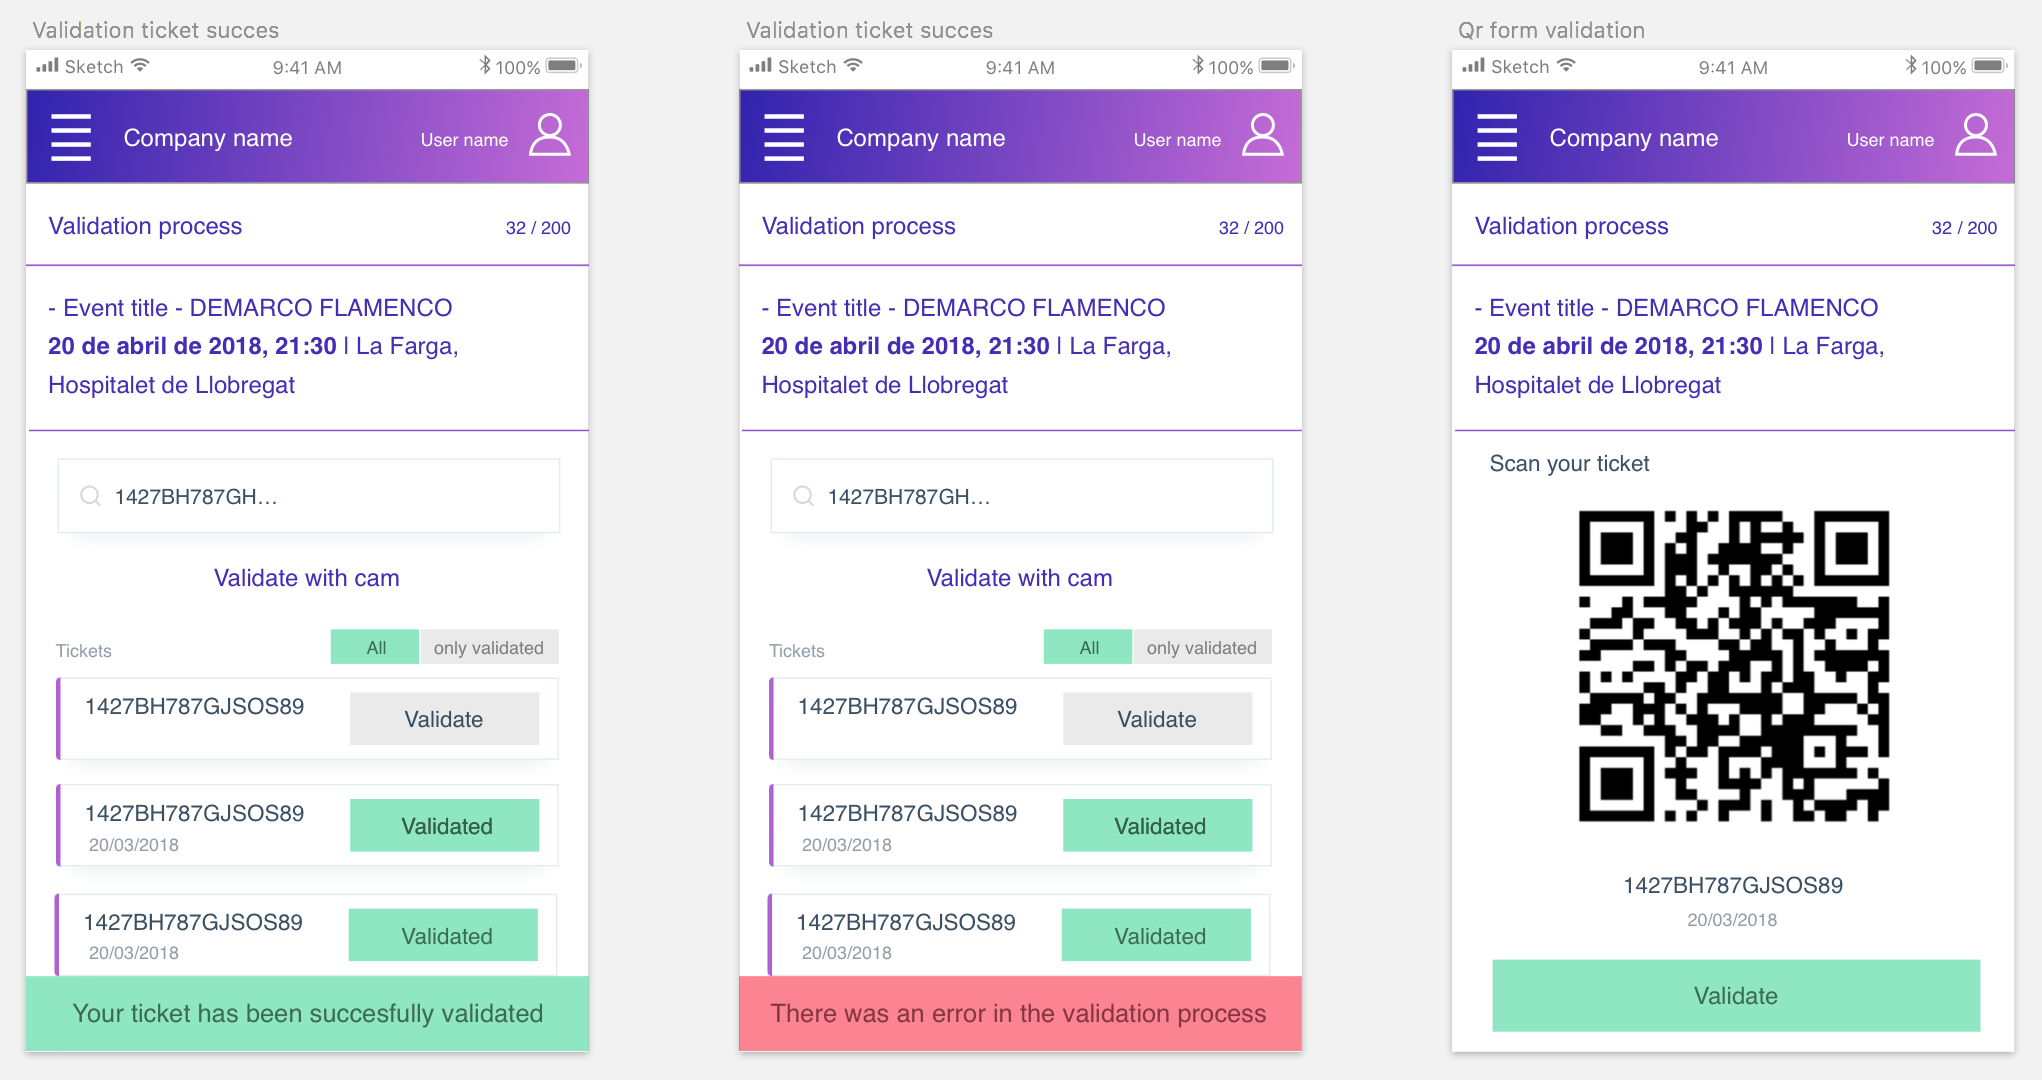 Validation ticket succes
Sketch 9:41 AM 100%
Company name User name
Validation process 32 / 200
- Event title - DEMARCO FLAMENCO
20 de abril de 2018, 21:30 | La Farga,
Hospitalet de Llobregat
1427BH787GH...
Validate with cam
Tickets All only validated
1427BH787GJSOS89 Validate
1427BH787GJSOS89 Validated
20/03/2018
1427BH787GJSOS89 Validated
20/03/2018
Your ticket has been succesfully validated
Validation ticket succes
Sketch 9:41 AM 100%
Company name User name
Validation process 32 / 200
- Event title - DEMARCO FLAMENCO
20 de abril de 2018, 21:30 | La Farga,
Hospitalet de Llobregat
1427BH787GH...
Validate with cam
Tickets All only validated
1427BH787GJSOS89 Validate
1427BH787GJSOS89 Validated
20/03/2018
1427BH787GJSOS89 Validated
20/03/2018
There was an error in the validation process
Qr form validation
Sketch 9:41 AM 100%
Company name User name
Validation process 32 / 200
- Event title - DEMARCO FLAMENCO
20 de abril de 2018, 21:30 | La Farga,
Hospitalet de Llobregat
Scan your ticket
1427BH787GJSOS89
20/03/2018
Validate